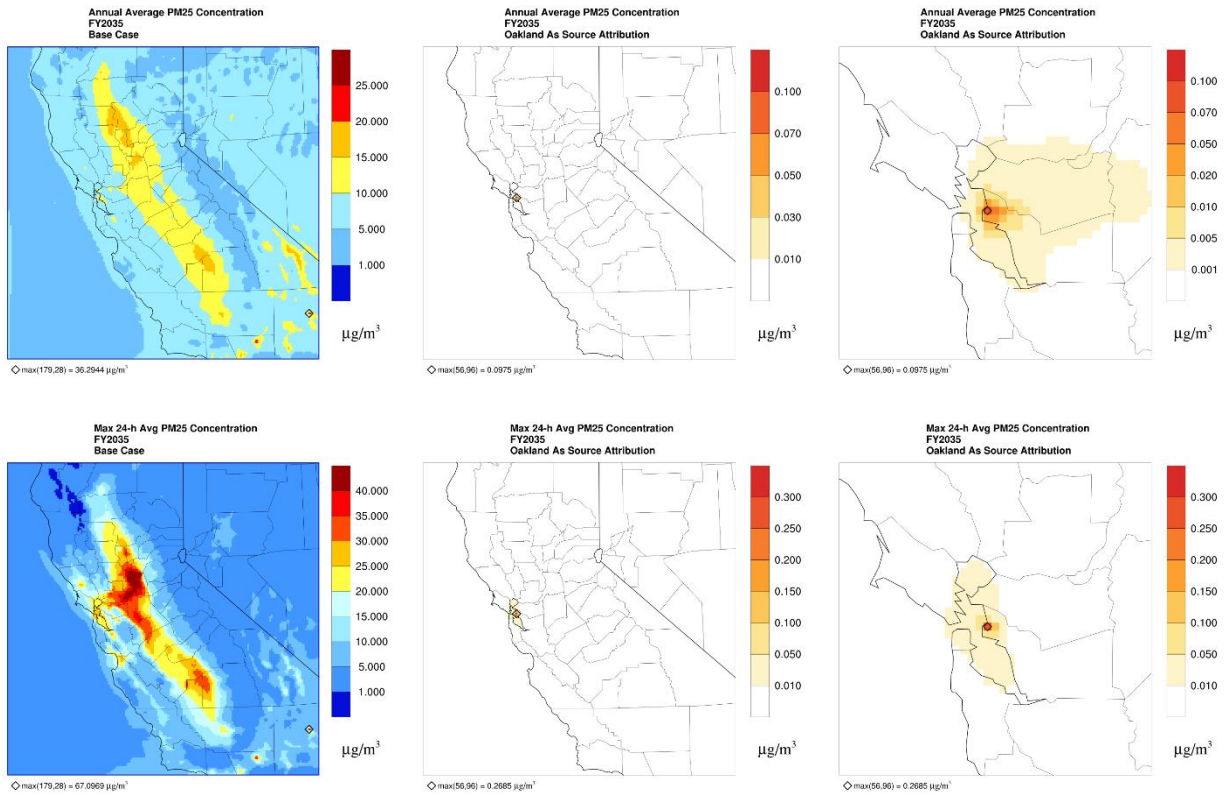 Annual Average PM25 Concentration
FY2035
Base Case
25.000
20.000
15.000
10.000
5.000
1.000
µg/m³
max(179,28) = 36.2944 µg/m³
Annual Average PM25 Concentration
FY2035
Oakland As Source Attribution
0.100
0.070
0.050
0.030
0.010
max(56,96) = 0.0975 µg/m³
Annual Average PM25 Concentration
FY2035
Oakland As Source Attribution
0.100
0.070
0.050
0.020
0.010
0.005
0.001
µg/m³
max(56,96) = 0.0975 µg/m³
Max 24-h Avg PM25 Concentration
FY2035
Base Case
40.000
35.000
30.000
25.000
20.000
15.000
10.000
5.000
1.000
µg/m³
max(179,28) = 67.0969 µg/m³
Max 24-h Avg PM25 Concentration
FY2035
Oakland As Source Attribution
0.300
0.250
0.200
0.150
0.100
0.050
0.010
µg/m³
max(56,96) = 0.2685 µg/m³
Max 24-h Avg PM25 Concentration
FY2035
Oakland As Source Attribution
0.300
0.250
0.200
0.150
0.100
0.050
0.010
µg/m³
max(56,96) = 0.2685 µg/m³